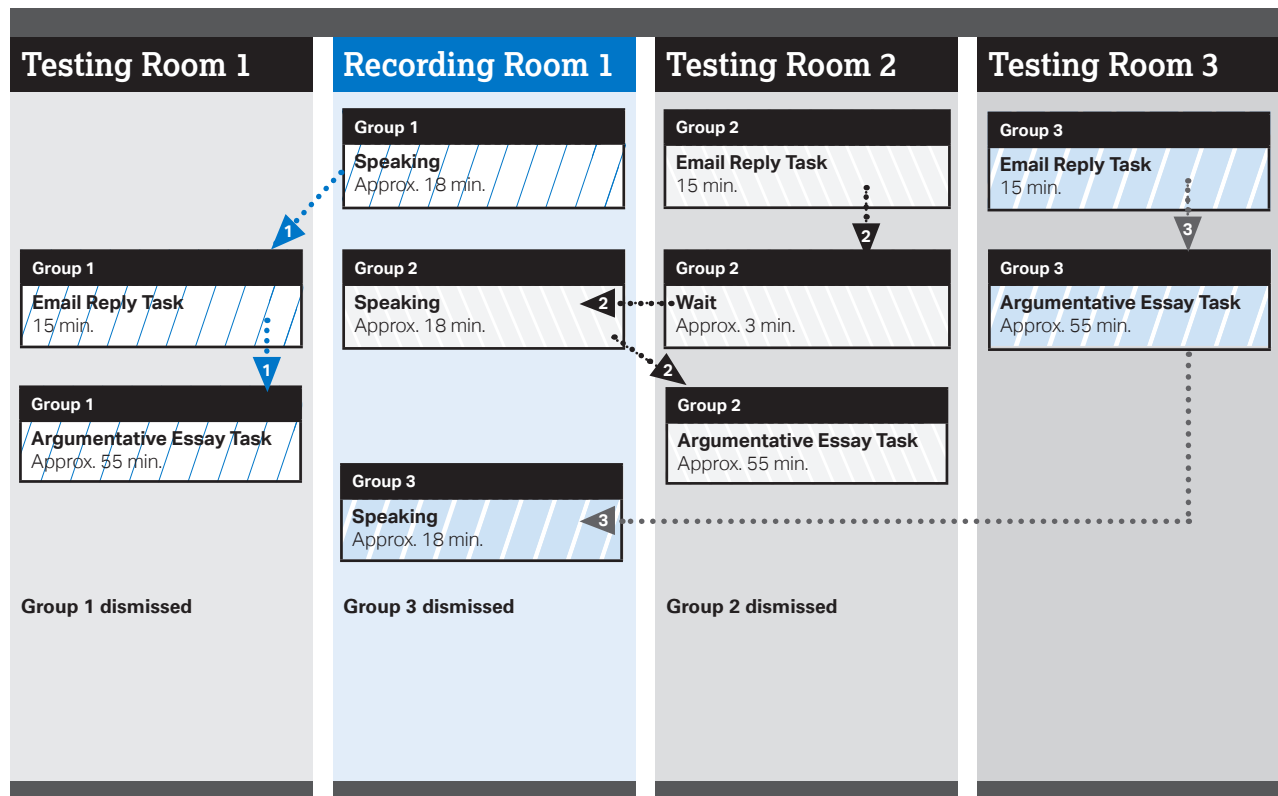 Testing Room 1
Group 1
Email Reply Task
15 min.
1
Group 1
Argumentative Essay Task
Approx. 55 min.
Group 1 dismissed
Recording Room 1
Group 1
Speaking
Approx. 18 min.
1
Group 2
Speaking
Approx. 18 min.
2
Group 3
Speaking
Approx. 18 min.
3
Group 3 dismissed
Testing Room 2
Group 2
Email Reply Task
15 min.
2
Group 2
Wait
Approx. 3 min.
2
Group 2
Argumentative Essay Task
Approx. 55 min.
Group 2 dismissed
Testing Room 3
Group 3
Email Reply Task
15 min.
3
Group 3
Argumentative Essay Task
Approx. 55 min.